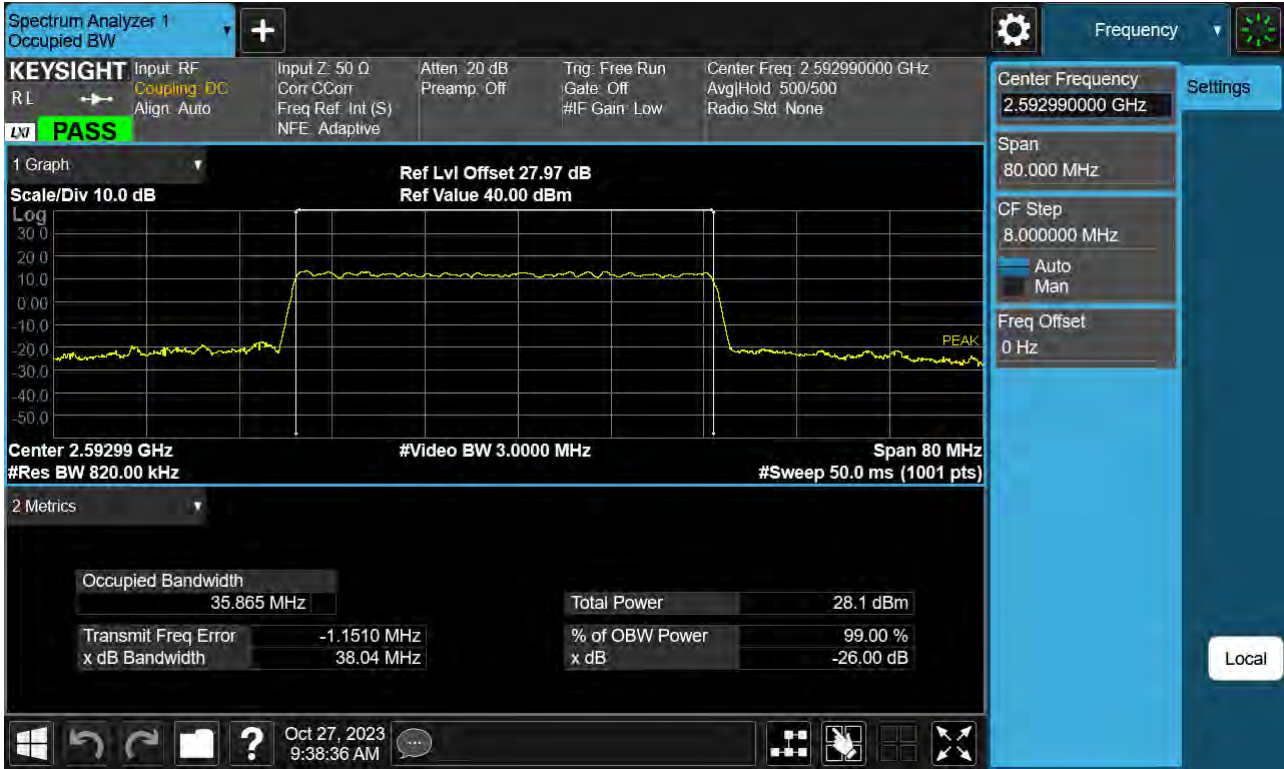 Spectrum Analyzer 1
Occupied BW
Frequency
KEYSIGHT
R L
LXI
PASS
Input: RF
Coupling: DC
Align: Auto
Input Z: 50 Ω
Corr CCorr
Freq Ref: Int (S)
NFE: Adaptive
Atten: 20 dB
Preamp: Off
Trig: Free Run
Gate: Off
#IF Gain: Low
Center Freq: 2.592990000 GHz
Avg|Hold: 500/500
Radio Std: None
1 Graph
Scale/Div 10.0 dB
Ref Lvl Offset 27.97 dB
Ref Value 40.00 dBm
Log
30.0
20.0
10.0
0.00
-10.0
-20.0
-30.0
-40.0
-50.0
PEAK
Center 2.59299 GHz
#Video BW 3.0000 MHz
Span 80 MHz
#Res BW 820.00 kHz
#Sweep 50.0 ms (1001 pts)
2 Metrics
Occupied Bandwidth
35.865 MHz
Total Power 28.1 dBm
Transmit Freq Error -1.1510 MHz
% of OBW Power 99.00 %
x dB Bandwidth 38.04 MHz
x dB -26.00 dB
Oct 27, 2023
9:38:36 AM
?
Center Frequency
2.592990000 GHz
Settings
Span
80.000 MHz
CF Step
8.000000 MHz
Auto
Man
Freq Offset
0 Hz
Local